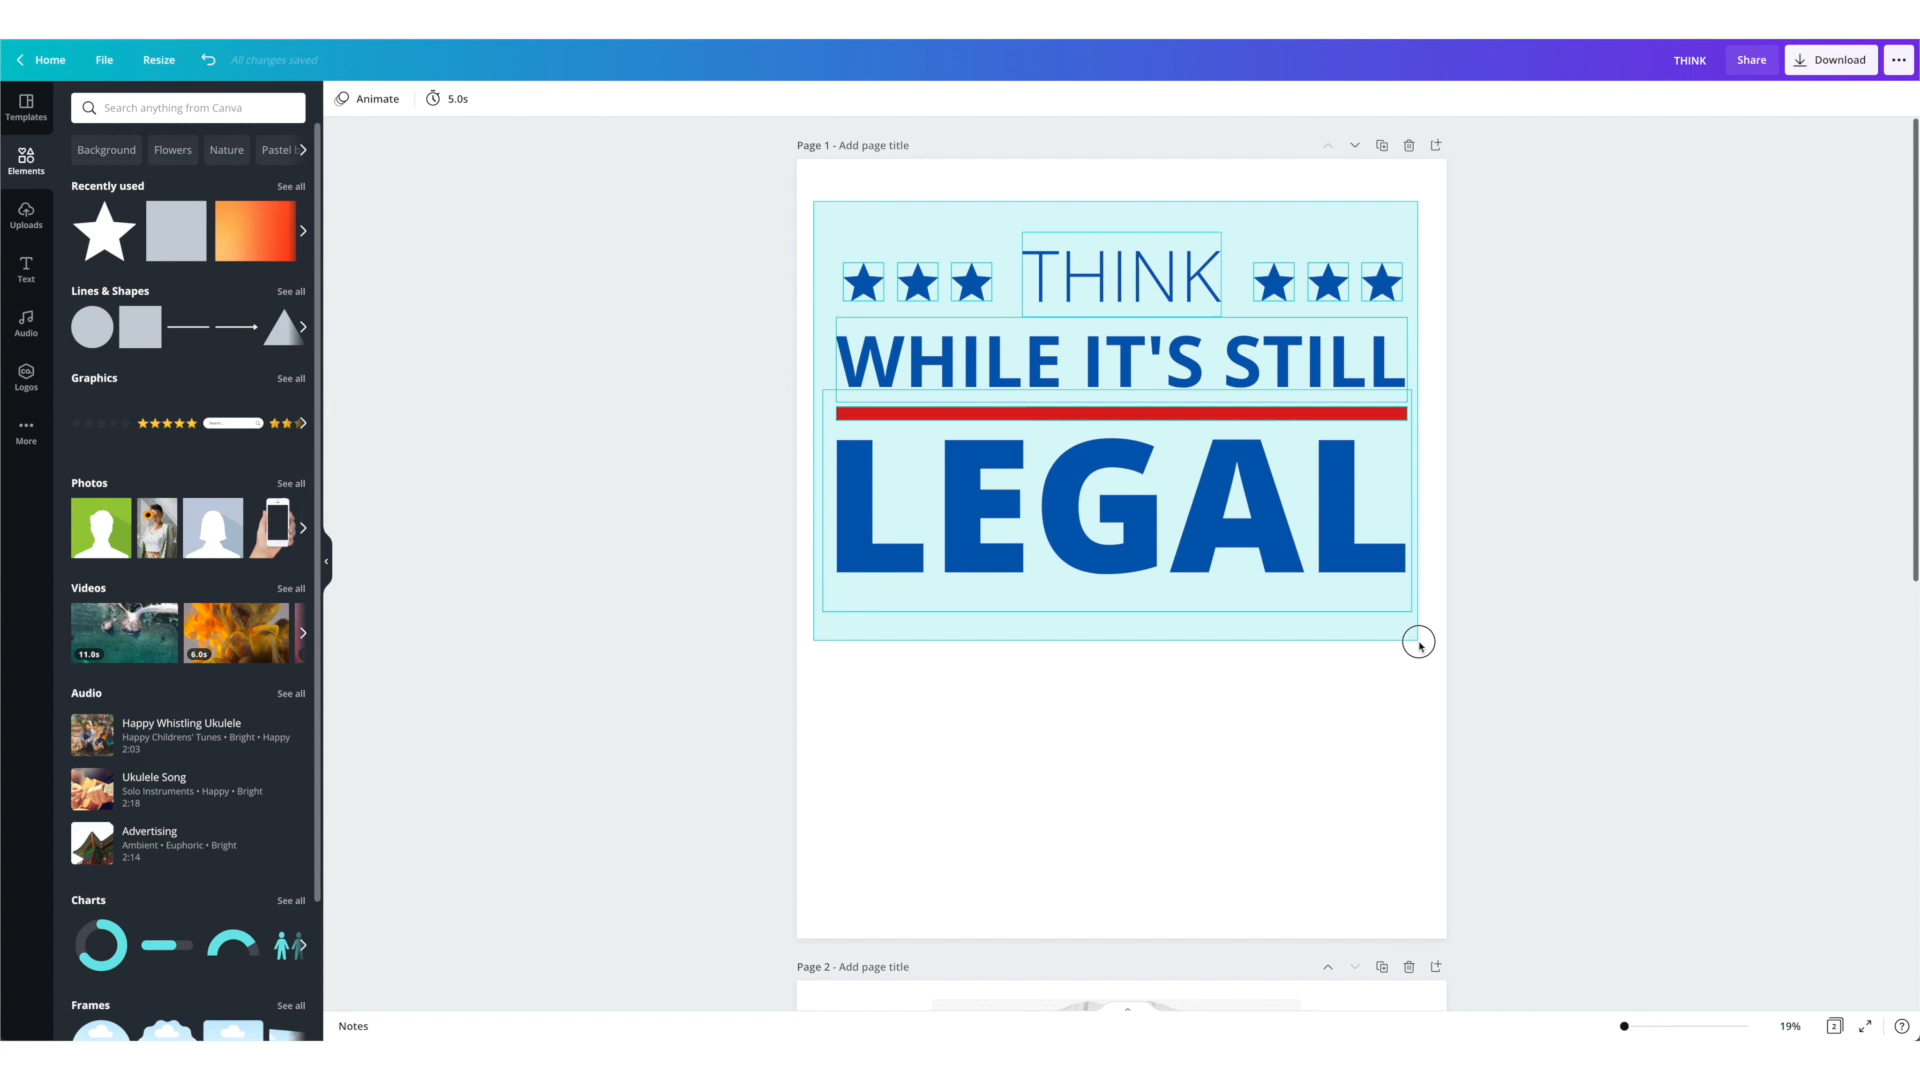 Home File Resize All changes saved THINK Share Download
Templates
Elements
Uploads
Text
Audio
Logos
More
Search anything from Canva
Background Flowers Nature Pastel
Recently used See all
Lines & Shapes See all
Graphics See all
Photos See all
Videos See all
11.0s 6.0s
Audio See all
Happy Whistling Ukulele
Happy Childrens' Tunes • Bright • Happy
2:03
Ukulele Song
Solo Instruments • Happy • Bright
2:18
Advertising
Ambient • Euphoric • Bright
2:14
Charts See all
Frames See all
Animate 5.0s
Page 1 - Add page title
THINK
WHILE IT'S STILL
LEGAL
Page 2 - Add page title
Notes 19% 2